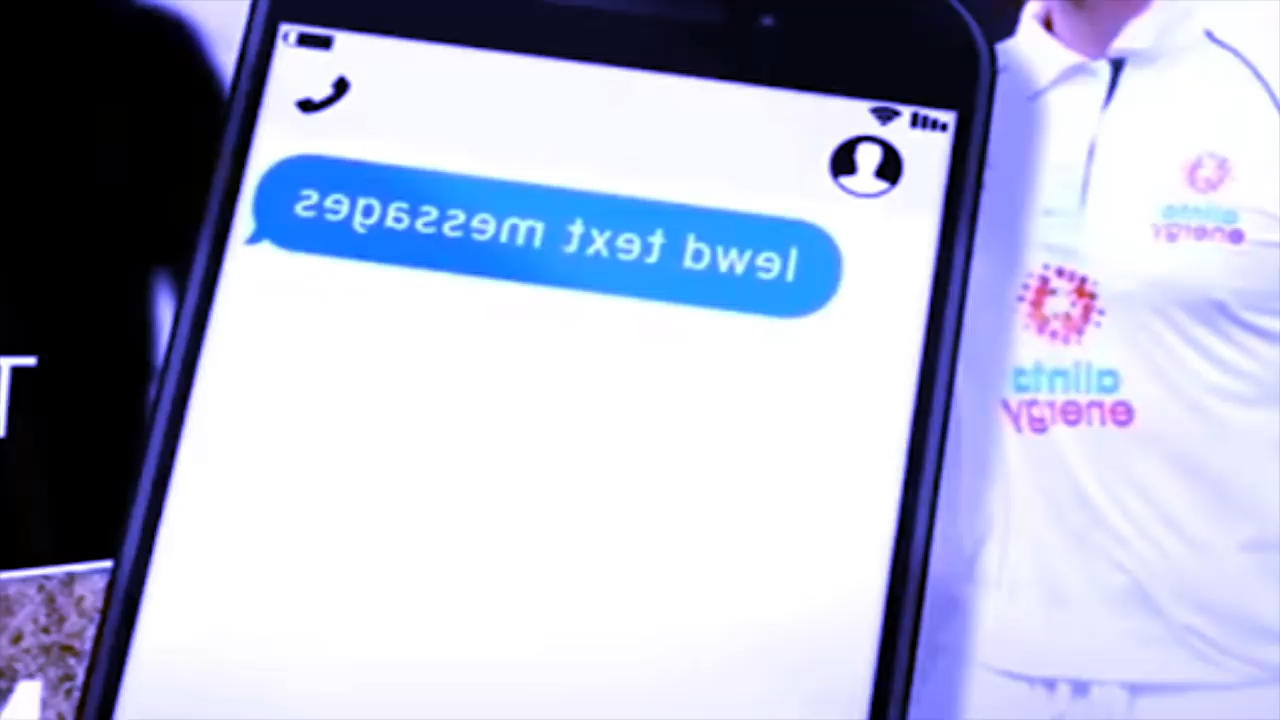 lewd text messages
alinta
energy
alinta
energy
T